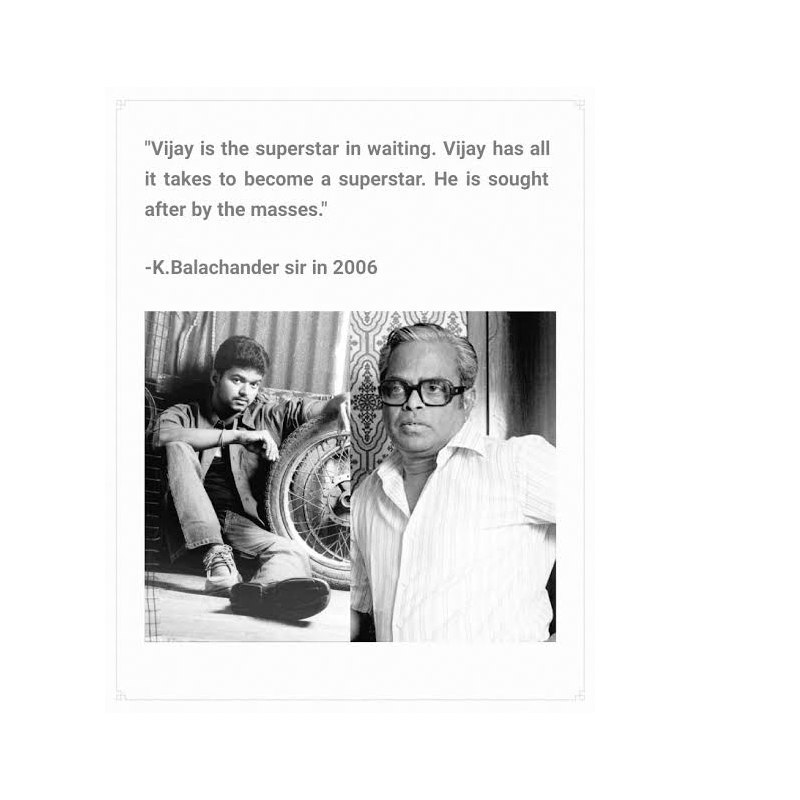 "Vijay is the superstar in waiting. Vijay has all
it takes to become a superstar. He is sought
after by the masses."
-K.Balachander sir in 2006